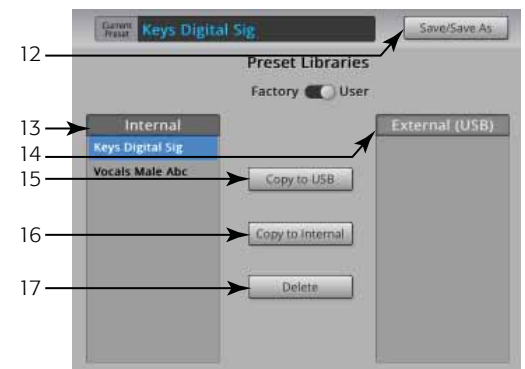 Current Preset Keys Digital Sig
Save/Save As
12
Preset Libraries
Factory User
13
Internal
External (USB)
14
Keys Digital Sig
Vocals Male Abc
15
Copy to USB
16
Copy to Internal
17
Delete